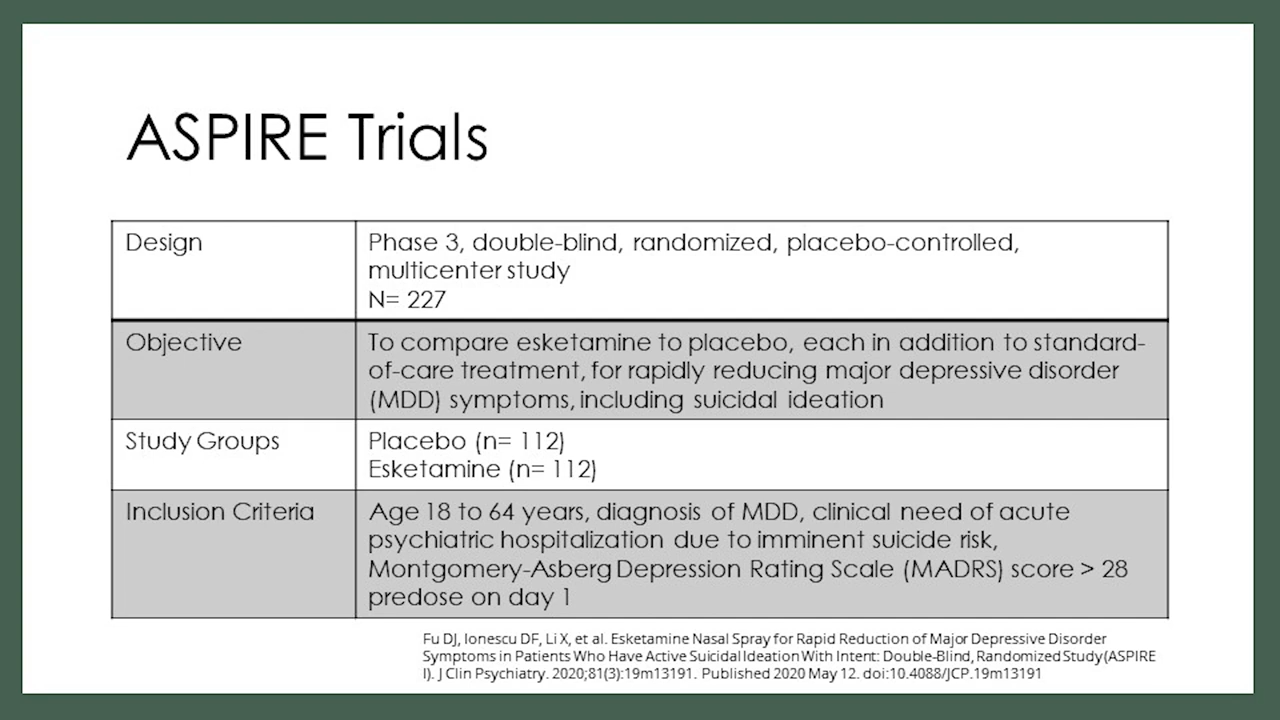 ASPIRE Trials
Design
Phase 3, double-blind, randomized, placebo-controlled,
multicenter study
N= 227
Objective
To compare esketamine to placebo, each in addition to standard-
of-care treatment, for rapidly reducing major depressive disorder
(MDD) symptoms, including suicidal ideation
Study Groups
Placebo (n= 112)
Esketamine (n= 112)
Inclusion Criteria
Age 18 to 64 years, diagnosis of MDD, clinical need of acute
psychiatric hospitalization due to imminent suicide risk,
Montgomery-Asberg Depression Rating Scale (MADRS) score > 28
predose on day 1
Fu DJ, Ionescu DF, Li X, et al. Esketamine Nasal Spray for Rapid Reduction of Major Depressive Disorder
Symptoms in Patients Who Have Active Suicidal Ideation With Intent: Double-Blind, Randomized Study (ASPIRE
I). J Clin Psychiatry. 2020;81(3):19m13191. Published 2020 May 12. doi:10.4088/JCP.19m13191